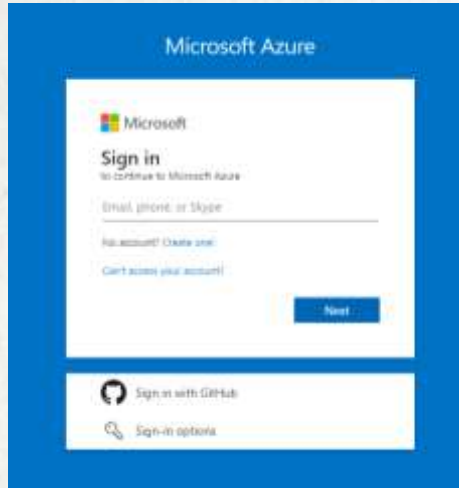 Microsoft Azure
Microsoft
Sign in
to continue to Microsoft Azure
Email, phone, or Skype
No account? Create one!
Can't access your account?
Next
Sign in with GitHub
Sign-in options